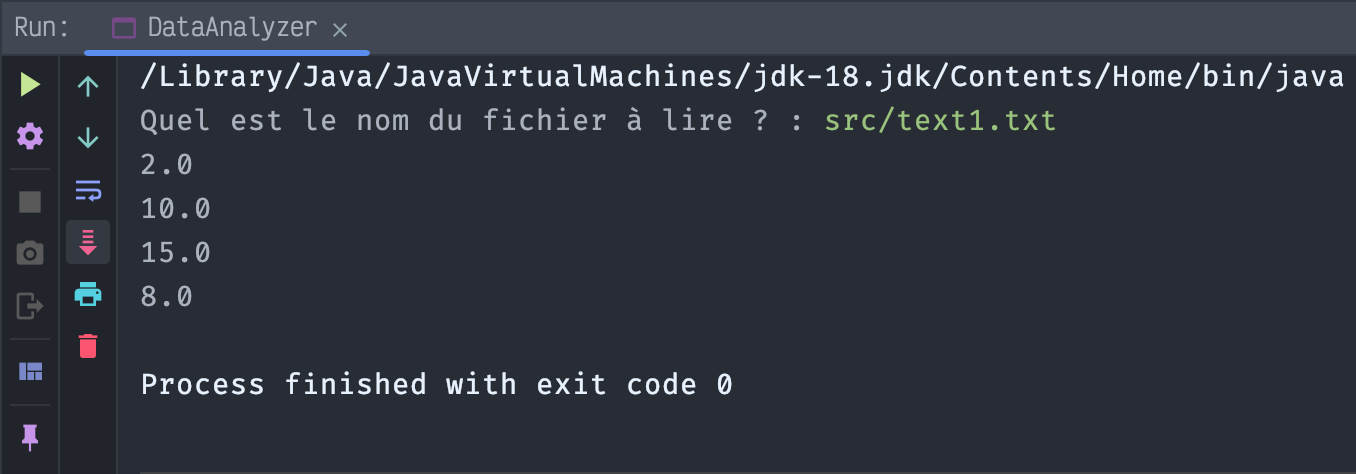 Run: DataAnalyzer ×
/Library/Java/JavaVirtualMachines/jdk-18.jdk/Contents/Home/bin/java
Quel est le nom du fichier à lire ? : src/text1.txt
2.0
10.0
15.0
8.0
Process finished with exit code 0